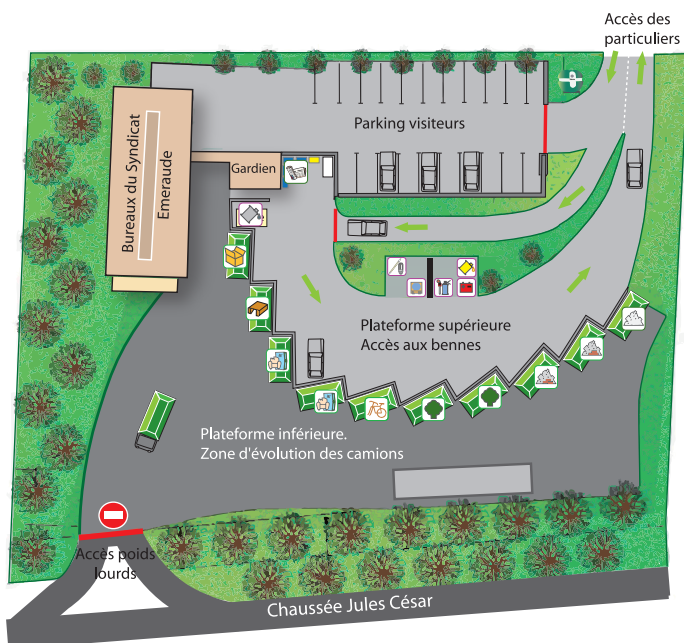 Accès des
particuliers
Parking visiteurs
Gardien
Bureaux du Syndicat
Emeraude
Plateforme supérieure
Accès aux bennes
Plateforme inférieure.
Zone d'évolution des camions
Accès poids
lourds
Chaussée Jules César